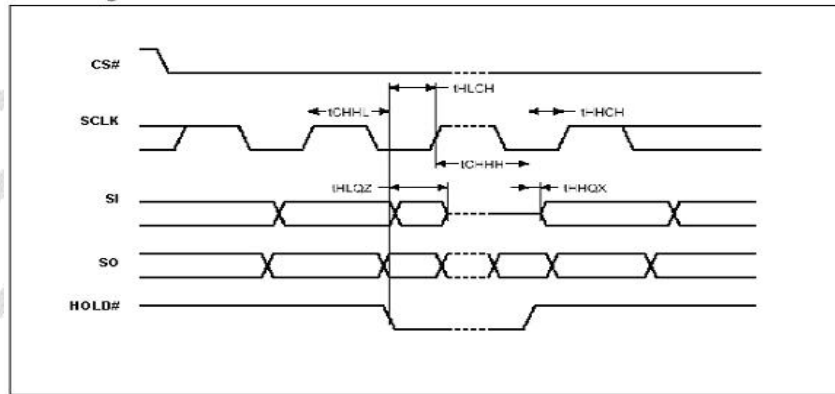 CS#
tHLCH
tCHHL
tHHCH
SCLK
tCHHH
tHLQZ
tHHQX
SI
SO
HOLD#